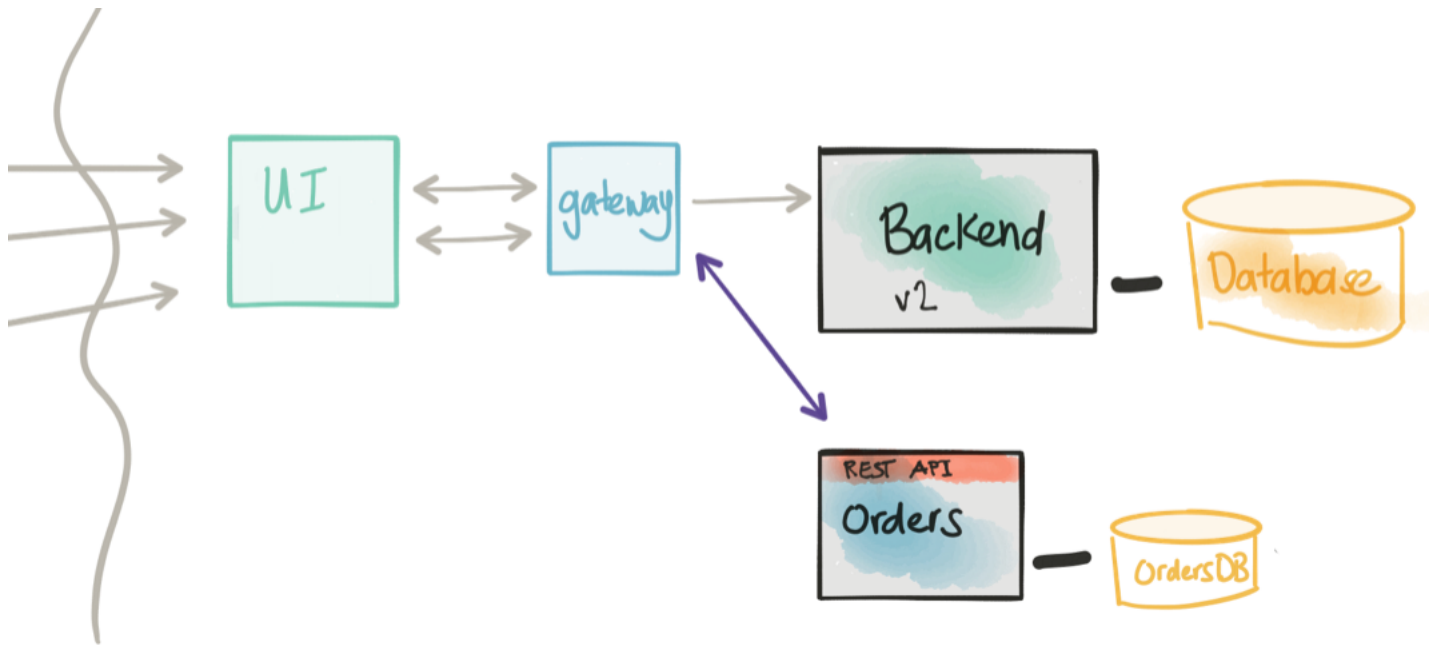 UI
gateway
Backend
v2
Database
REST API
Orders
OrdersDB